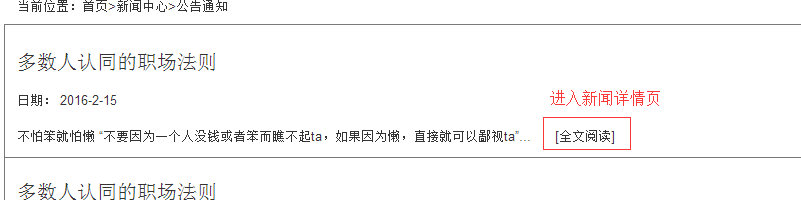 当前位置：首页>新闻中心>公告通知
多数人认同的职场法则
日期： 2016-2-15
进入新闻详情页
不怕笨就怕懒 “不要因为一个人没钱或者笨而瞧不起ta，如果因为懒，直接就可以鄙视ta”... [全文阅读]
多数人认同的职场法则